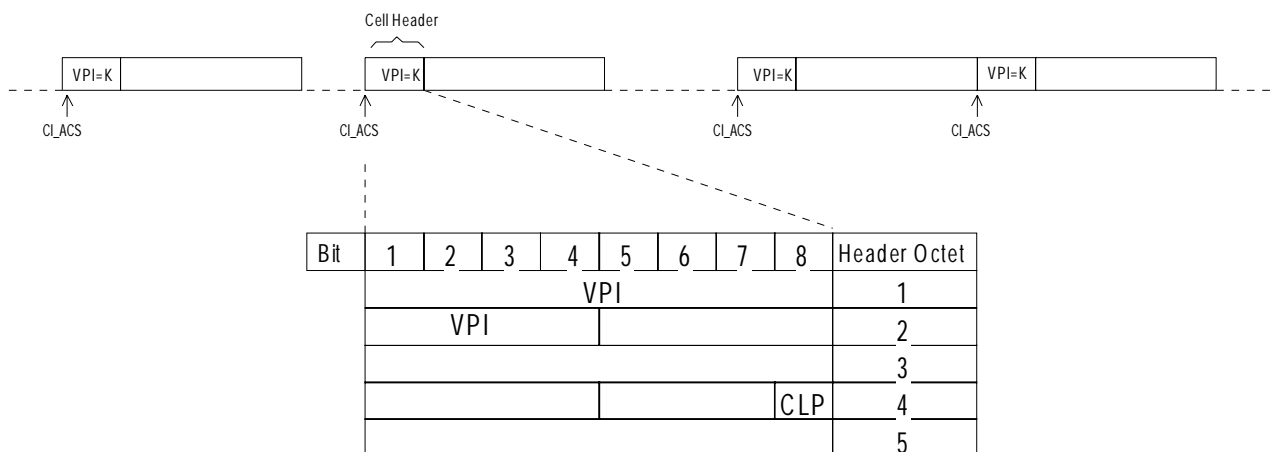 Cell Header
VPI=K VPI=K VPI=K VPI=K
CI_ACS CI_ACS CI_ACS CI_ACS
Bit 1 2 3 4 5 6 7 8 Header Octet
VPI 1
VPI 2
3
CLP 4
5